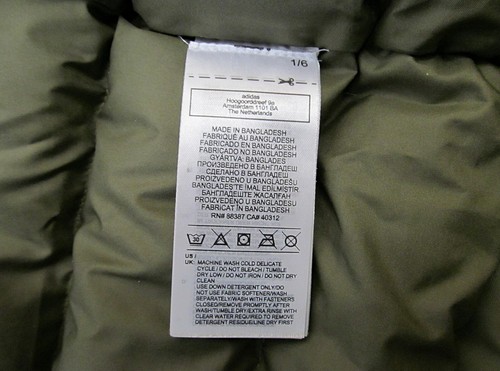 1/6
adidas
Hoogoorddreef 9a
Amsterdam 1101 BA
The Netherlands
MADE IN BANGLADESH
FABRIQUÉ AU BANGLADESH
FABRICADO EN BANGLADESH
FABRICADO NO BANGLADESH
GYÁRTVA: BANGLADES
ПРОИЗВЕДЕНО В БАНГЛАДЕШ
СДЕЛАНО В БАНГЛАДЕШ
PROIZVEDENO U BANGLADEŠU
BANGLADEŞ'TE İMAL EDİLMİŞTİR
БАНГЛАДЕШТЕ ЖАСАЛҒАН
PROIZVEDENO U BANGLADEŠU
FABRICAT ÎN BANGLADESH
RN# 88387 CA# 40312
30
US /
UK: MACHINE WASH COLD DELICATE
CYCLE / DO NOT BLEACH / TUMBLE
DRY LOW / DO NOT IRON / DO NOT DRY
CLEAN
USE DOWN DETERGENT ONLY/DO
NOT USE FABRIC SOFTENER/WASH
SEPARATELY/WASH WITH FASTENERS
CLOSED/REMOVE PROMPTLY AFTER
WASH/TUMBLE DRY/EXTRA RINSE WITH
CLEAR WATER REQUIRED TO REMOVE
DETERGENT RESIDUE/LINE DRY FIRST